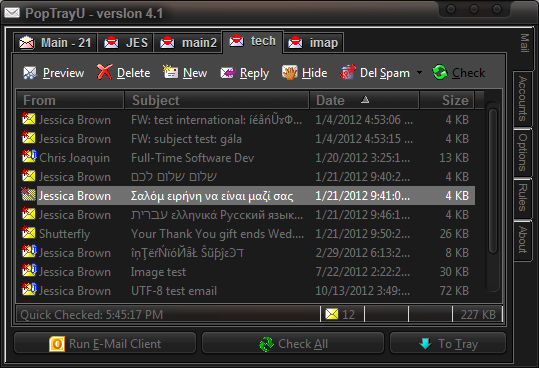 PopTrayU - version 4.1
Main - 21 JES main2 tech imap
Mail
Accounts
Options
Rules
About
Preview Delete New Reply Hide Del Spam Check
From Subject Date Size
Jessica Brown FW: test international: íéåńÜזΦ... 1/4/2012 4:53:06 ... 4 KB
Jessica Brown FW: subject test: gála 1/4/2012 4:53:15 ... 4 KB
Chris Joaquin Full-Time Software Dev 1/20/2012 3:25:1... 13 KB
Jessica Brown שלום שלום לכם 1/21/2012 9:40:2... 4 KB
Jessica Brown Σαλόμ ειρήνη να είναι μαζί σας 1/21/2012 9:41:0... 4 KB
Jessica Brown עברית ελληνικά Русский язык... 1/21/2012 9:46:1... 4 KB
Shutterfly Your Thank You gift ends Wed.... 1/21/2012 9:50:2... 26 KB
Jessica Brown 2/29/2012 6:13:2... 8 KB
Jessica Brown Image test 7/22/2012 2:22:2... 30 KB
Jessica Brown UTF-8 test email 10/13/2012 3:49:... 72 KB
Quick Checked: 5:45:17 PM 12 227 KB
Run E-Mail Client Check All To Tray